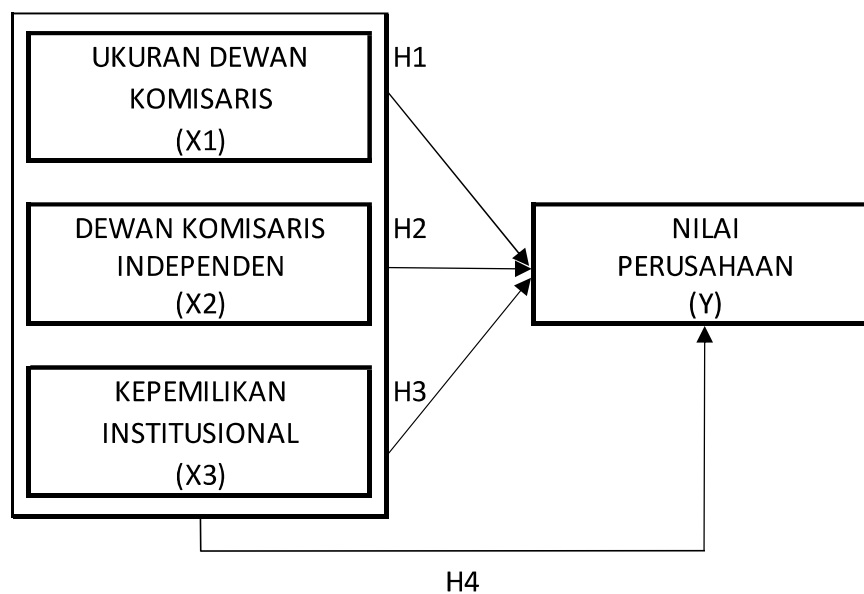 UKURAN DEWAN
KOMISARIS
(X1)
H1
DEWAN KOMISARIS
INDEPENDEN
(X2)
H2
NILAI
PERUSAHAAN
(Y)
KEPEMILIKAN
INSTITUSIONAL
(X3)
H3
H4